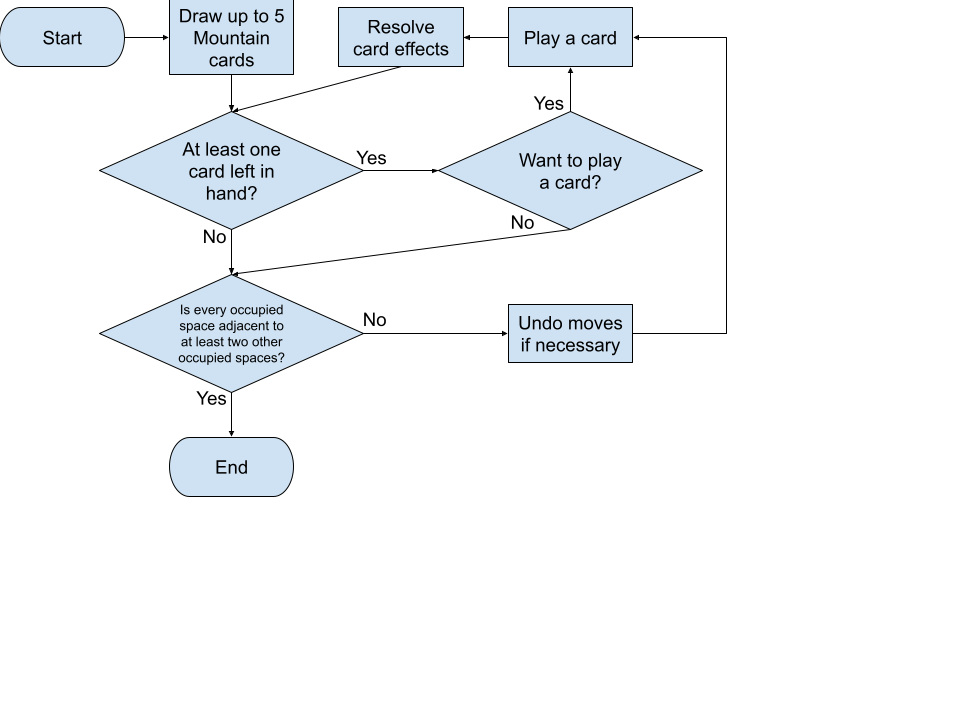 Start
Draw up to 5
Mountain
cards
Resolve
card effects
Play a card
At least one
card left in
hand?
Yes
Want to play
a card?
Yes
No
No
Is every occupied
space adjacent to
at least two other
occupied spaces?
No
Undo moves
if necessary
Yes
End